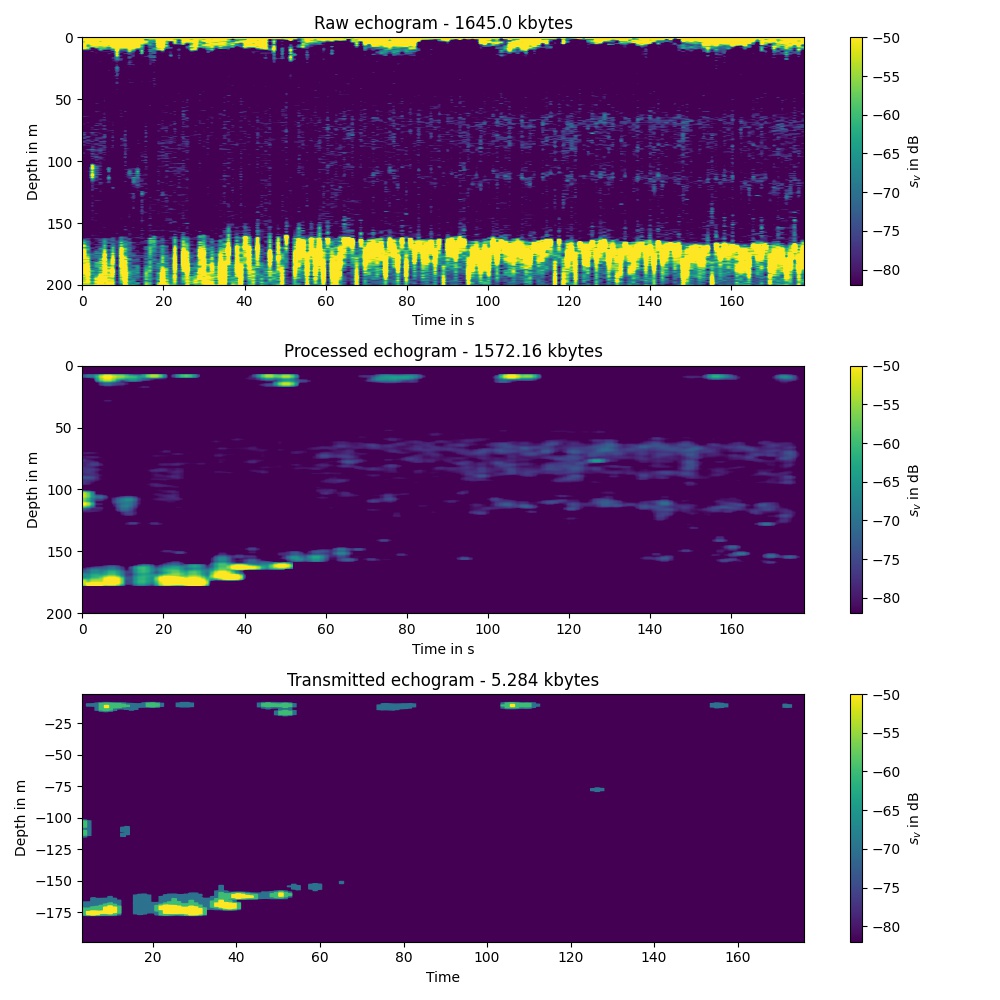 Raw echogram - 1645.0 kbytes
0
50
100
150
200
Depth in m
0 20 40 60 80 100 120 140 160
Time in s
−50
−55
−60
−65
−70
−75
−80
sv in dB
Processed echogram - 1572.16 kbytes
0
50
100
150
200
Depth in m
0 20 40 60 80 100 120 140 160
Time in s
−50
−55
−60
−65
−70
−75
−80
sv in dB
Transmitted echogram - 5.284 kbytes
−25
−50
−75
−100
−125
−150
−175
Depth in m
20 40 60 80 100 120 140 160
Time
−50
−55
−60
−65
−70
−75
−80
sv in dB